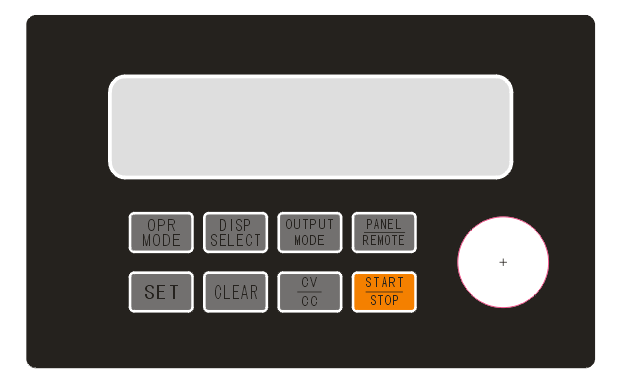 OPR
MODE
DISP
SELECT
OUTPUT
MODE
PANEL
REMOTE
SET
CLEAR
CV
CC
START
STOP